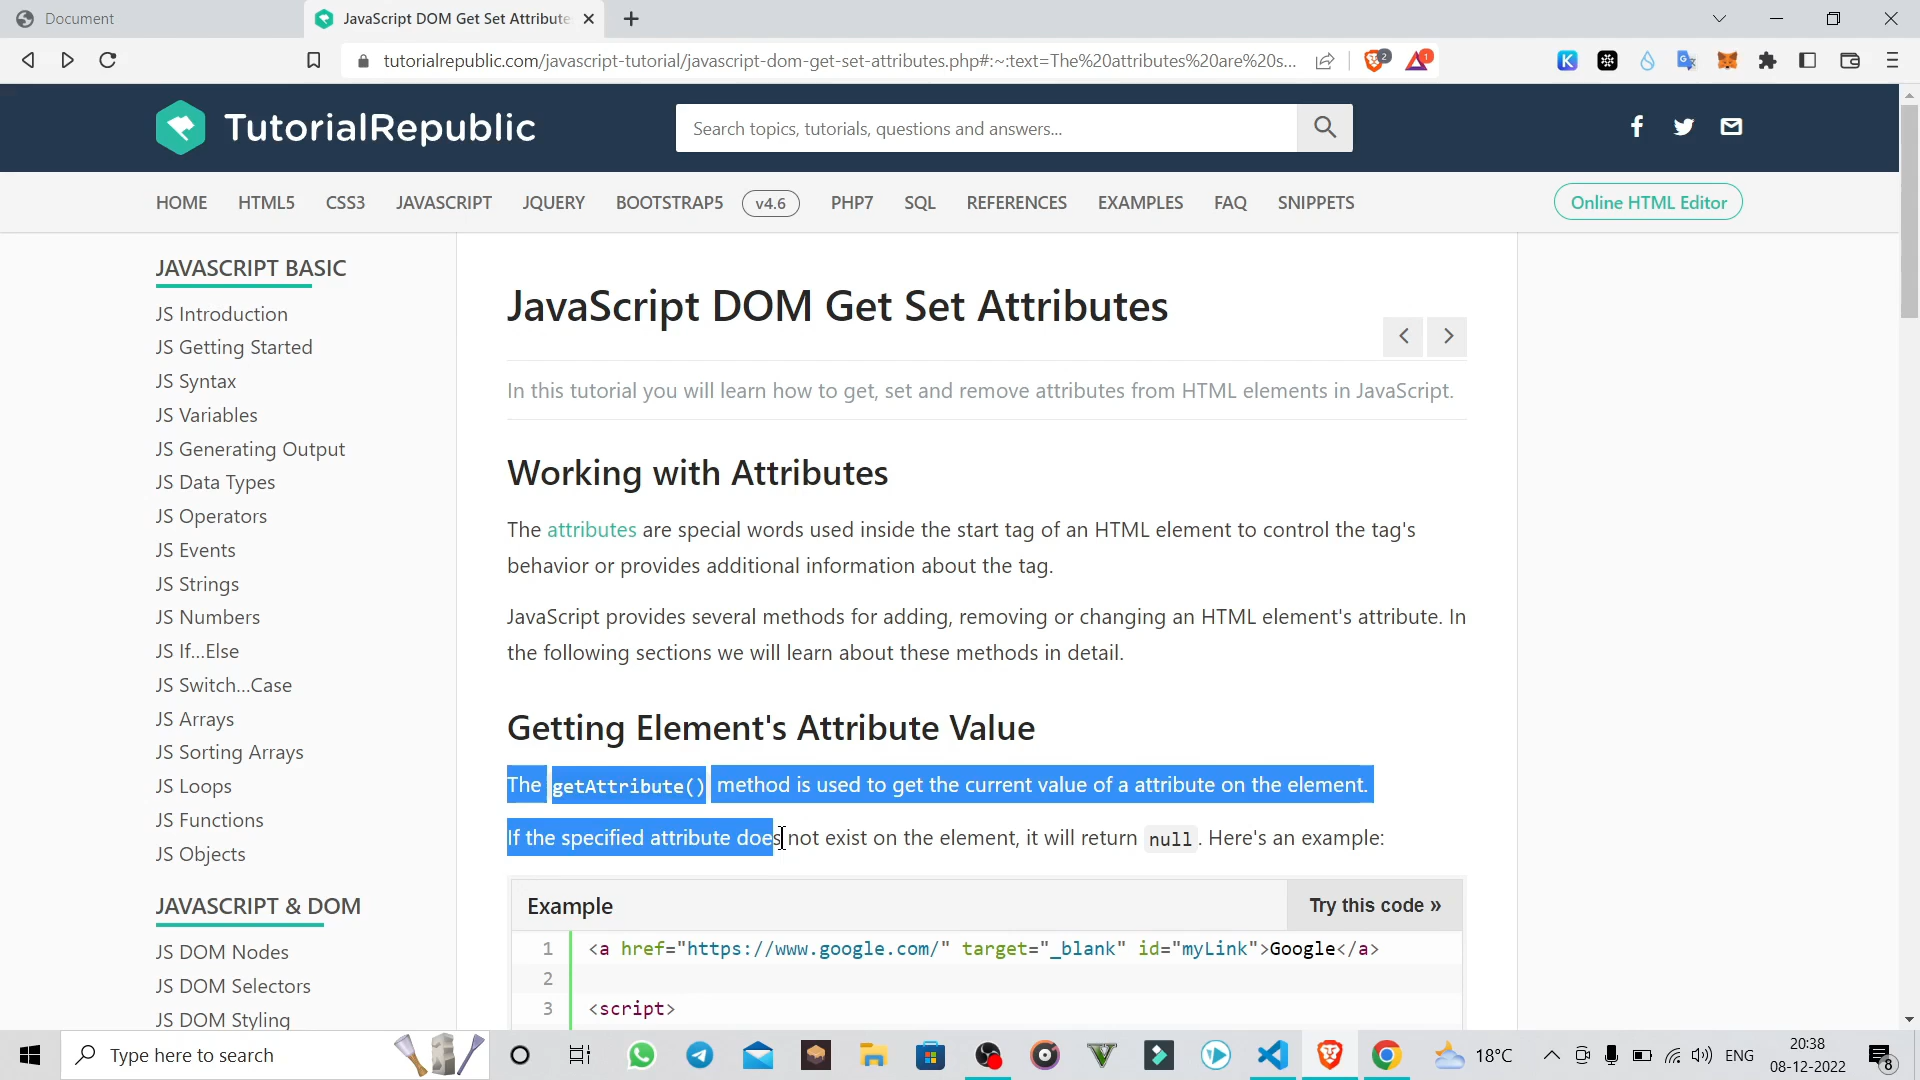 Document
JavaScript DOM Get Set Attribute
tutorialrepublic.com/javascript-tutorial/javascript-dom-get-set-attributes.php#:~:text=The%20attributes%20are%20s...
2
1
TutorialRepublic
Search topics, tutorials, questions and answers...
HOME HTML5 CSS3 JAVASCRIPT JQUERY BOOTSTRAP5 v4.6 PHP7 SQL REFERENCES EXAMPLES FAQ SNIPPETS Online HTML Editor
JAVASCRIPT BASIC
JS Introduction
JS Getting Started
JS Syntax
JS Variables
JS Generating Output
JS Data Types
JS Operators
JS Events
JS Strings
JS Numbers
JS If...Else
JS Switch...Case
JS Arrays
JS Sorting Arrays
JS Loops
JS Functions
JS Objects
JAVASCRIPT & DOM
JS DOM Nodes
JS DOM Selectors
JS DOM Styling
JavaScript DOM Get Set Attributes
In this tutorial you will learn how to get, set and remove attributes from HTML elements in JavaScript.
Working with Attributes
The attributes are special words used inside the start tag of an HTML element to control the tag's
behavior or provides additional information about the tag.
JavaScript provides several methods for adding, removing or changing an HTML element's attribute. In
the following sections we will learn about these methods in detail.
Getting Element's Attribute Value
The getAttribute() method is used to get the current value of a attribute on the element.
If the specified attribute does not exist on the element, it will return null. Here's an example:
Example Try this code »
1 <a href="https://www.google.com/" target="_blank" id="myLink">Google</a>
2
3 <script>
Type here to search
18°C
ENG
20:38
08-12-2022
8